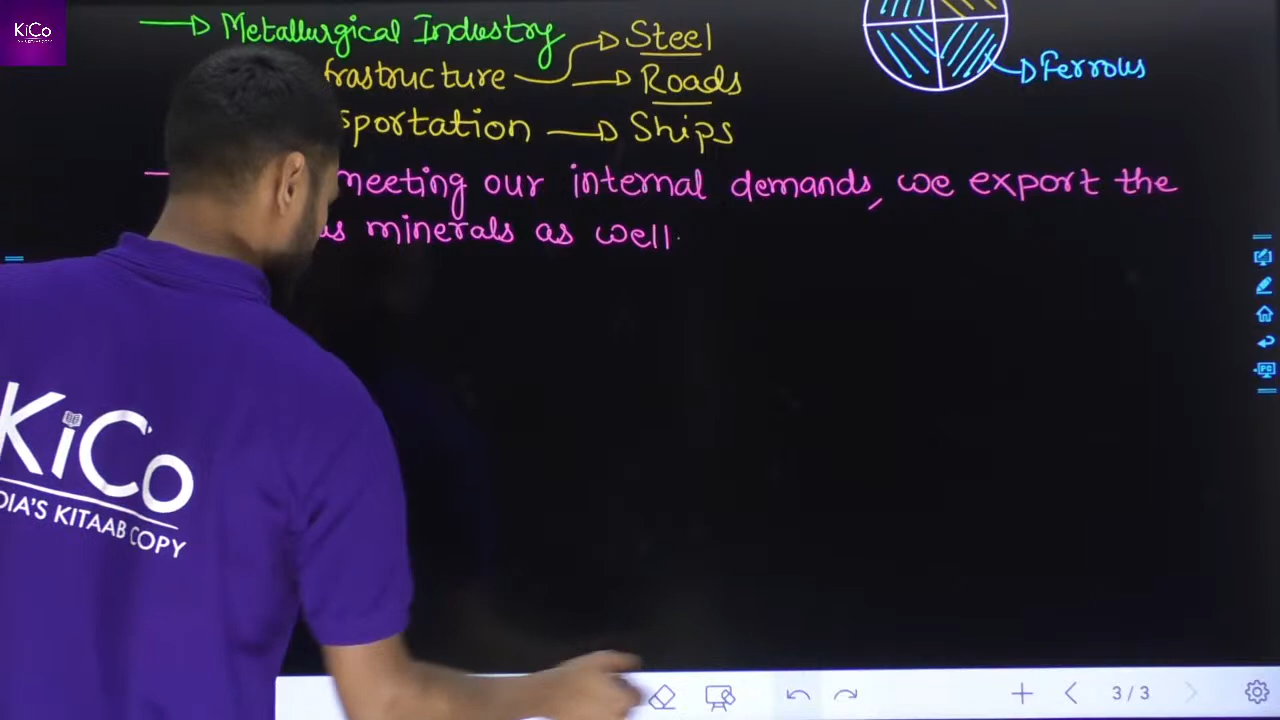 KiCo
Metallurgical Industry
Steel
frastructure
Roads
Ferrous
sportation
Ships
meeting our internal demands, we export the
us minerals as well.
KiCo
DIA'S KITAAB COPY
3/3